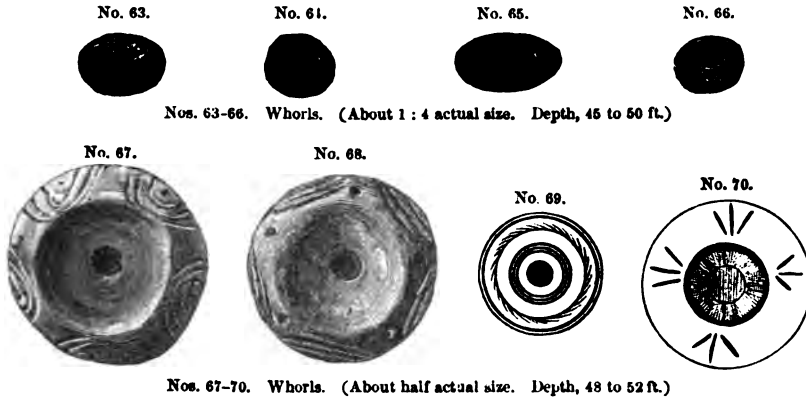 No. 63. No. 64. No. 65. No. 66.
Nos. 63-66. Whorls. (About 1 : 4 actual size. Depth, 45 to 50 ft.)
No. 67. No. 68. No. 69. No. 70.
Nos. 67-70. Whorls. (About half actual size. Depth, 48 to 52 ft.)